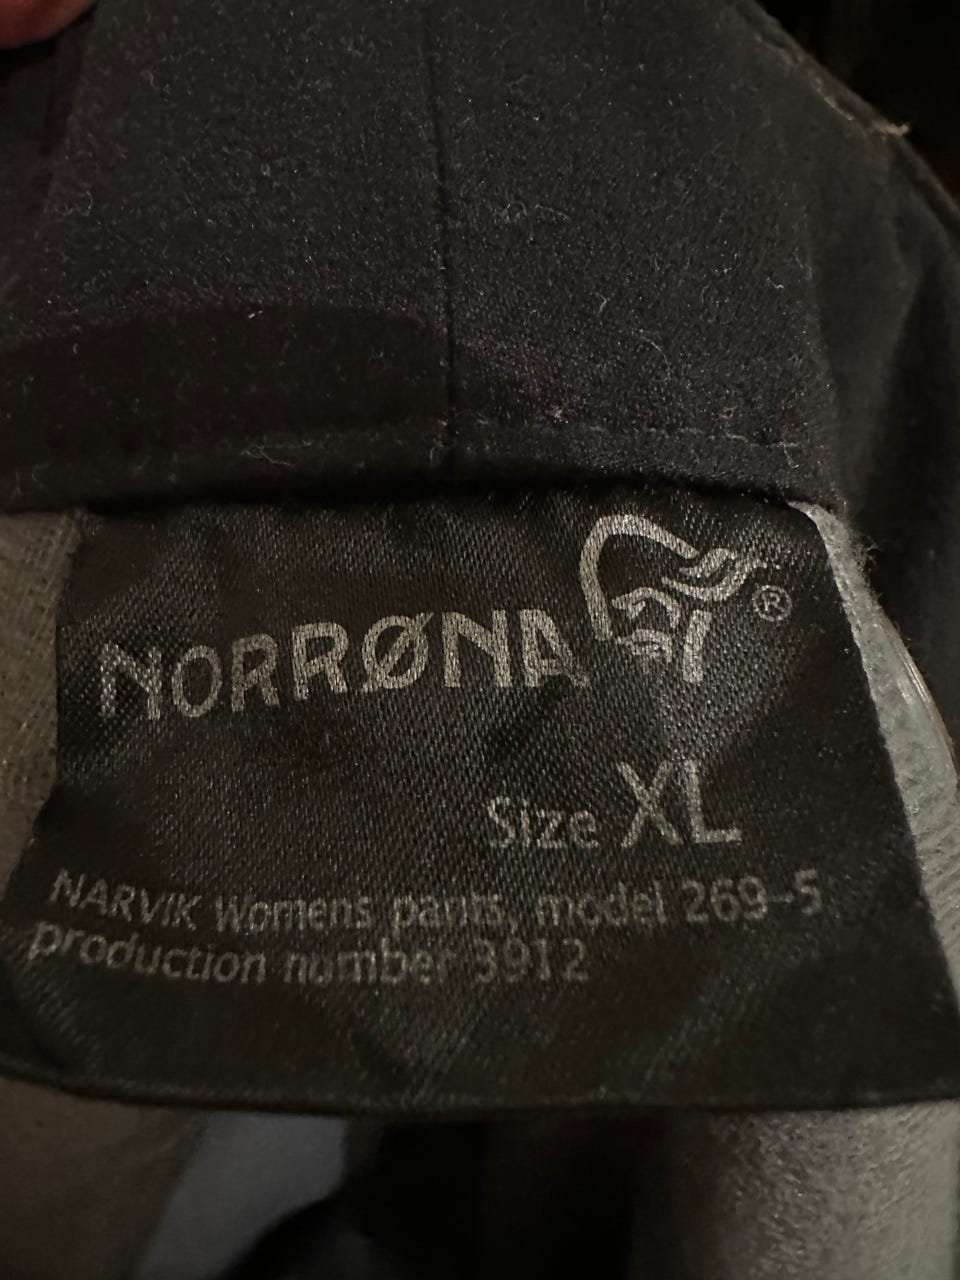 NORRØNA ®
Size XL
NARVIK Womens pants, model 269-5
production number 3912